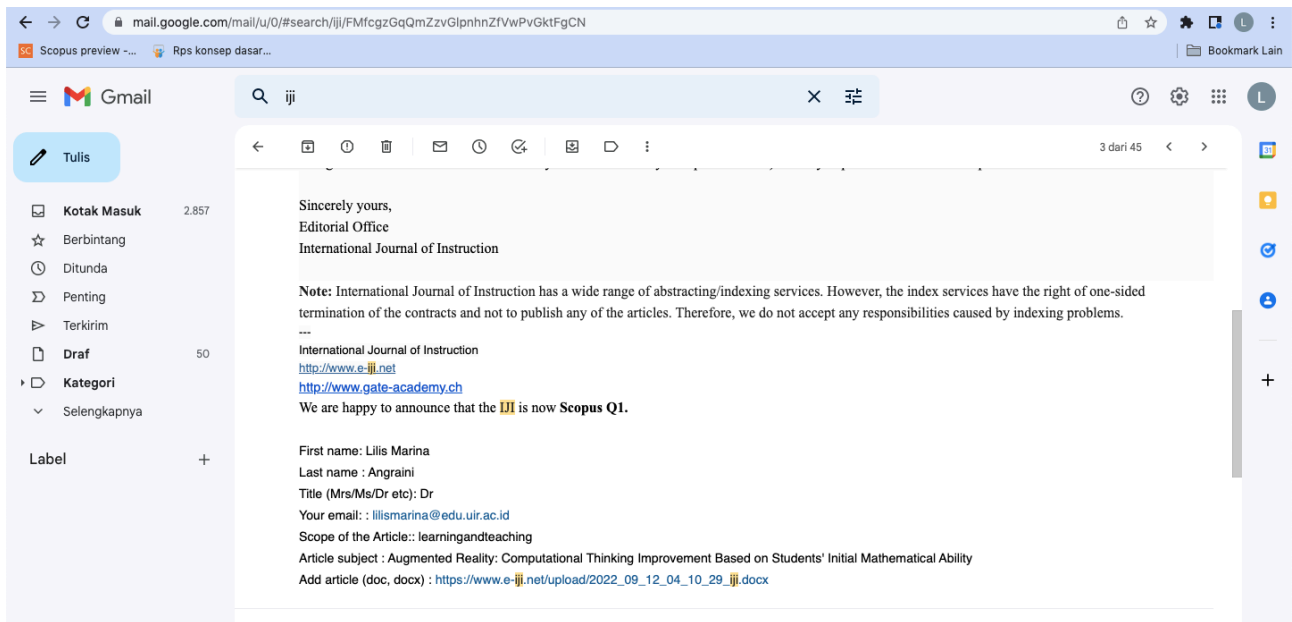 mail.google.com/mail/u/0/#search/iji/FMfcgzGqQmZzvGlpnhnZfVwPvGktFgCN
L
SC Scopus preview -...
Rps konsep dasar...
Bookmark Lain
Gmail
iji
L
Tulis
3 dari 45
31
Kotak Masuk 2.857
Berbintang
Ditunda
Penting
Terkirim
Draf 50
Kategori
Selengkapnya
Label
Sincerely yours,
Editorial Office
International Journal of Instruction
Note: International Journal of Instruction has a wide range of abstracting/indexing services. However, the index services have the right of one-sided
termination of the contracts and not to publish any of the articles. Therefore, we do not accept any responsibilities caused by indexing problems.
---
International Journal of Instruction
http://www.e-iji.net
http://www.gate-academy.ch
We are happy to announce that the IJI is now Scopus Q1.
First name: Lilis Marina
Last name : Angraini
Title (Mrs/Ms/Dr etc): Dr
Your email: : lilismarina@edu.uir.ac.id
Scope of the Article:: learningandteaching
Article subject : Augmented Reality: Computational Thinking Improvement Based on Students' Initial Mathematical Ability
Add article (doc, docx) : https://www.e-iji.net/upload/2022_09_12_04_10_29_iji.docx